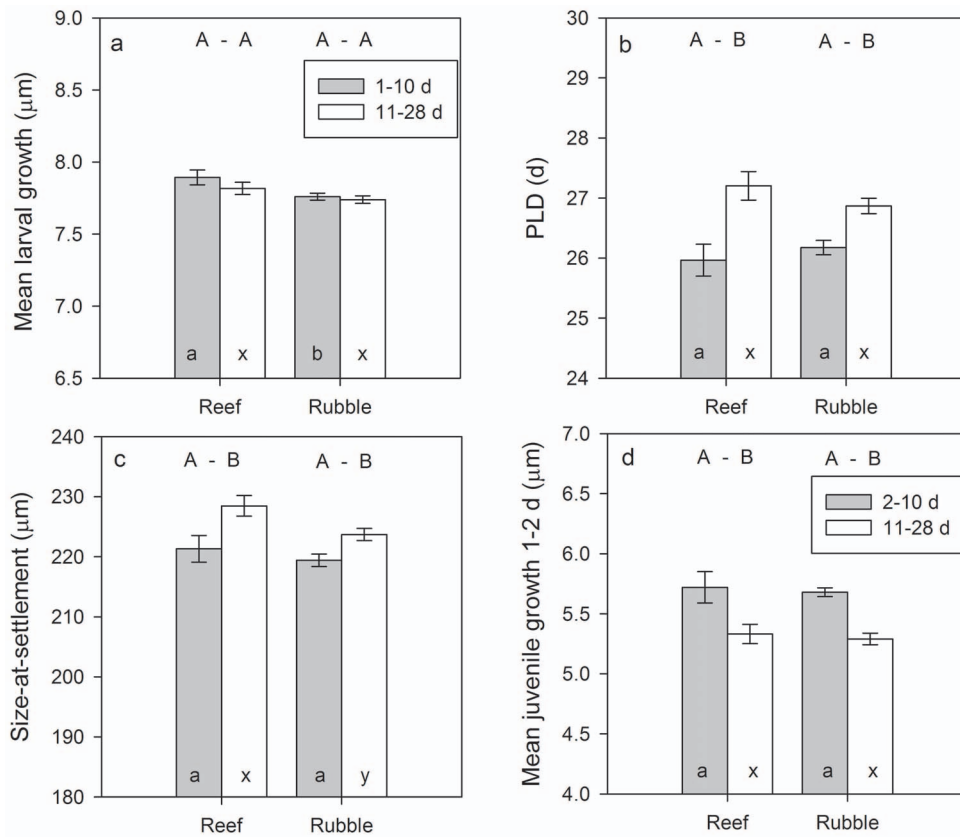 a
A - A
A - A
1-10 d
11-28 d
Mean larval growth (μm)
9.0
8.5
8.0
7.5
7.0
6.5
a
x
b
x
Reef
Rubble
b
A - B
A - B
PLD (d)
30
29
28
27
26
25
24
a
x
a
x
Reef
Rubble
c
A - B
A - B
Size-at-settlement (μm)
240
230
220
210
200
190
180
a
x
a
y
Reef
Rubble
d
A - B
A - B
2-10 d
11-28 d
Mean juvenile growth 1-2 d (μm)
7.0
6.5
6.0
5.5
5.0
4.5
4.0
a
x
a
x
Reef
Rubble